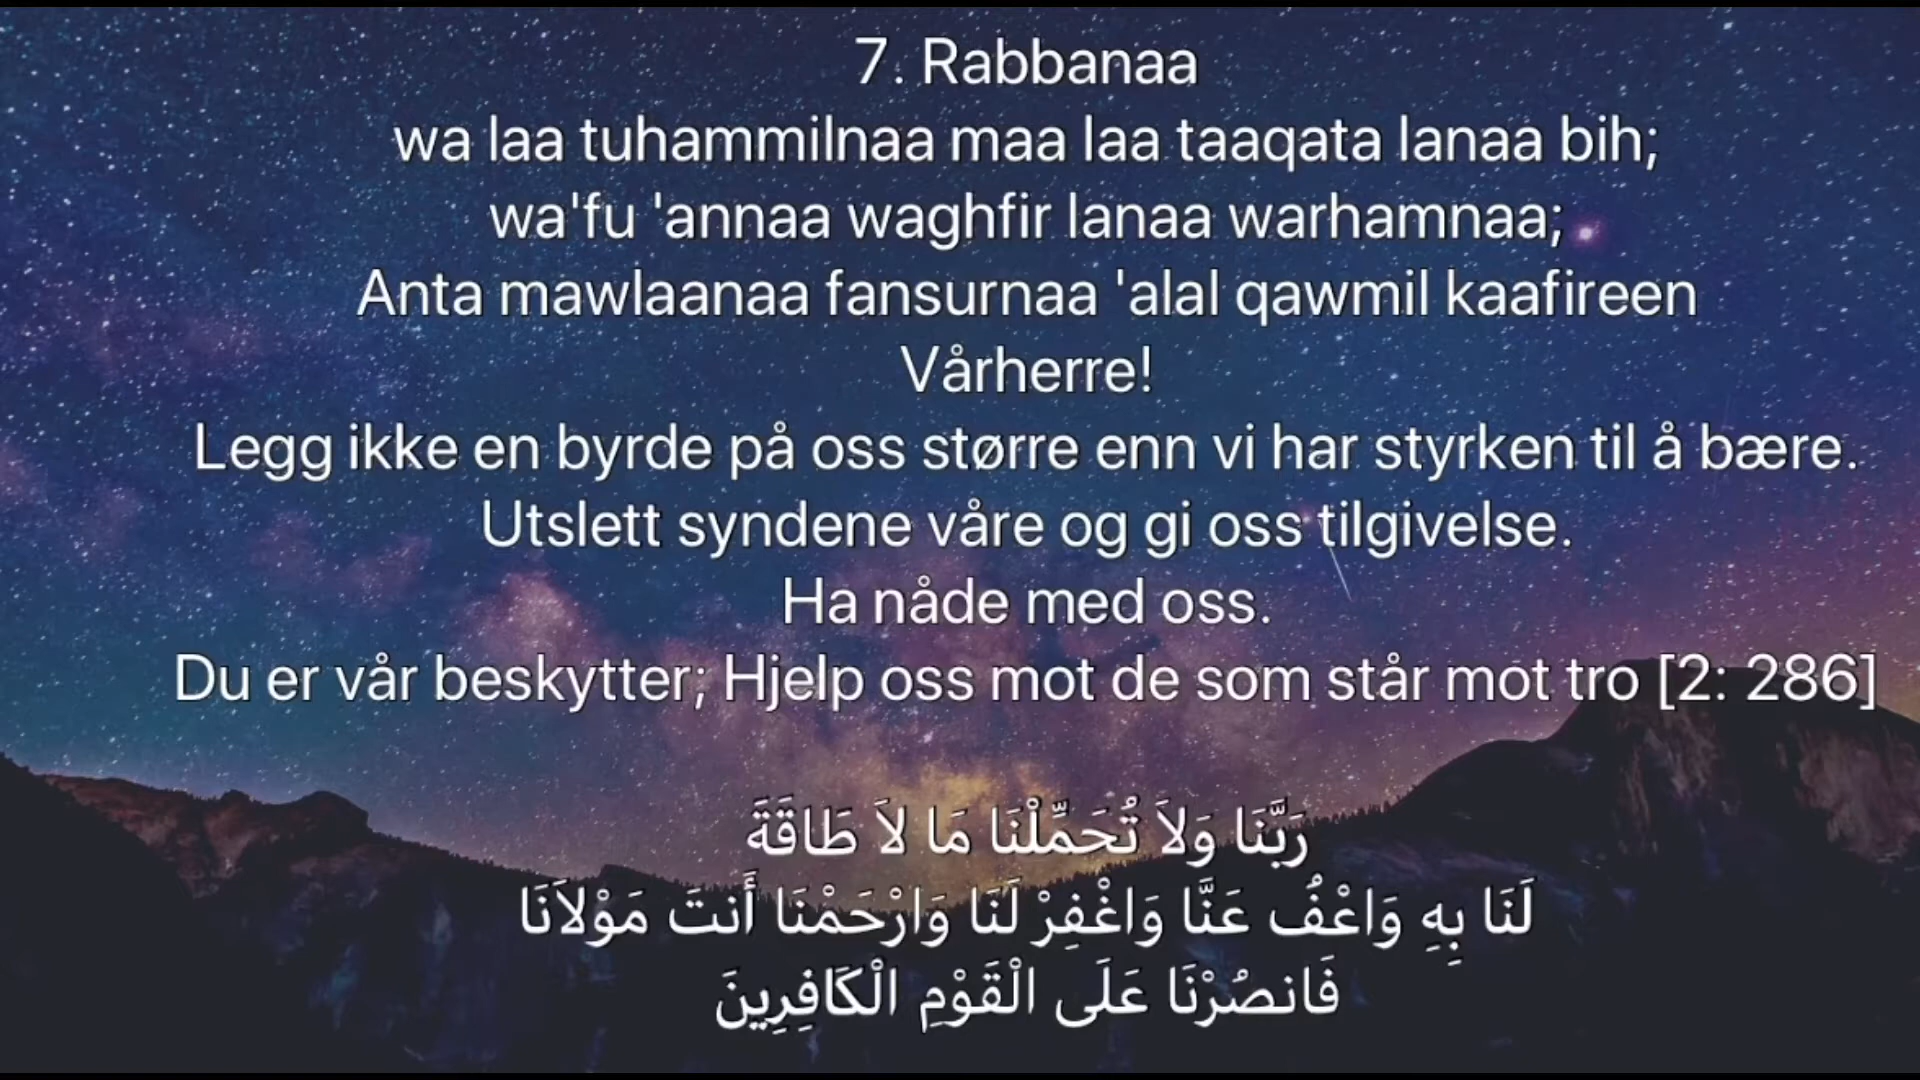 7. Rabbanaa
wa laa tuhammilnaa maa laa taaqata lanaa bih;
wa'fu 'annaa waghfir lanaa warhamnaa;
Anta mawlaanaa fansurnaa 'alal qawmil kaafireen
Vårherre!
Legg ikke en byrde på oss større enn vi har styrken til å bære.
Utslett syndene våre og gi oss tilgivelse.
Ha nåde med oss.
Du er vår beskytter; Hjelp oss mot de som står mot tro [2: 286]
رَبَّنَا وَلاَ تُحَمِّلْنَا مَا لاَ طَاقَةَ
لَنَا بِهِ وَاعْفُ عَنَّا وَاغْفِرْ لَنَا وَارْحَمْنَا أَنتَ مَوْلاَنَا
فَانصُرْنَا عَلَى الْقَوْمِ الْكَافِرِينَ